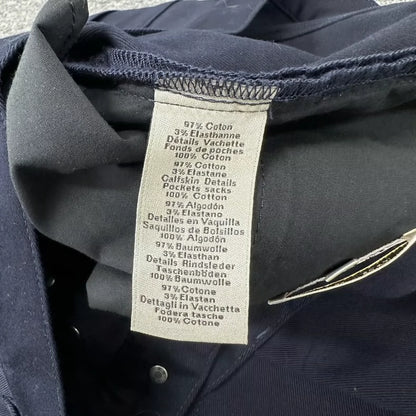 97% Coton
3% Elasthanne
Détails Vachette
Fonds de poches
100% Coton
97% Cotton
3% Elastane
Calfskin Details
Pockets sacks
100% Cotton
97% Algodón
3% Elastano
Detalles en Vaquilla
Saquillos de Bolsillos
100% Algodón
97% Baumwolle
3% Elasthan
Details Rindsleder
Taschenböden
100% Baumwolle
97% Cotone
3% Elastan
Dettagli in Vacchetta
Fodera tasche
100% Cotone